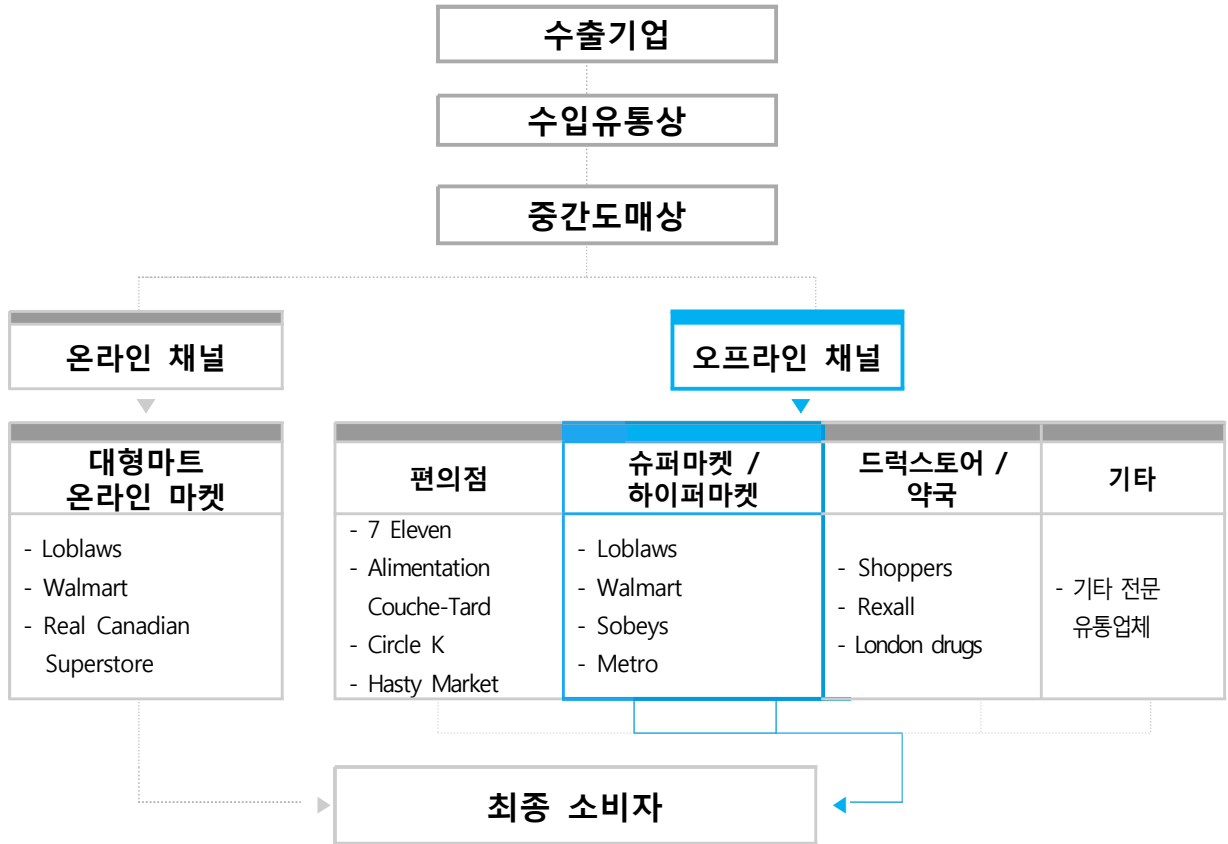 수출기업
수입유통상
중간도매상
온라인 채널
오프라인 채널
대형마트
온라인 마켓
- Loblaws
- Walmart
- Real Canadian
Superstore
편의점
- 7 Eleven
- Alimentation
Couche-Tard
- Circle K
- Hasty Market
슈퍼마켓 /
하이퍼마켓
- Loblaws
- Walmart
- Sobeys
- Metro
드럭스토어 /
약국
- Shoppers
- Rexall
- London drugs
기타
- 기타 전문
유통업체
최종 소비자